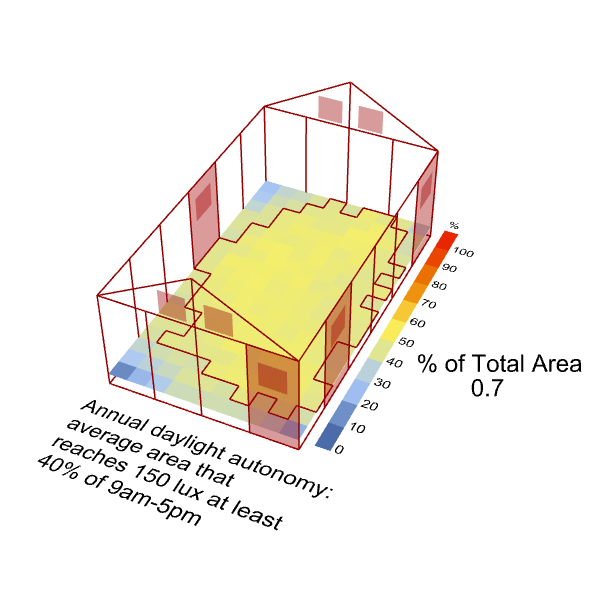 %
100
90
80
70
60
50
40
30
20
10
0
% of Total Area
0.7
Annual daylight autonomy:
average area that
reaches 150 lux at least
40% of 9am-5pm